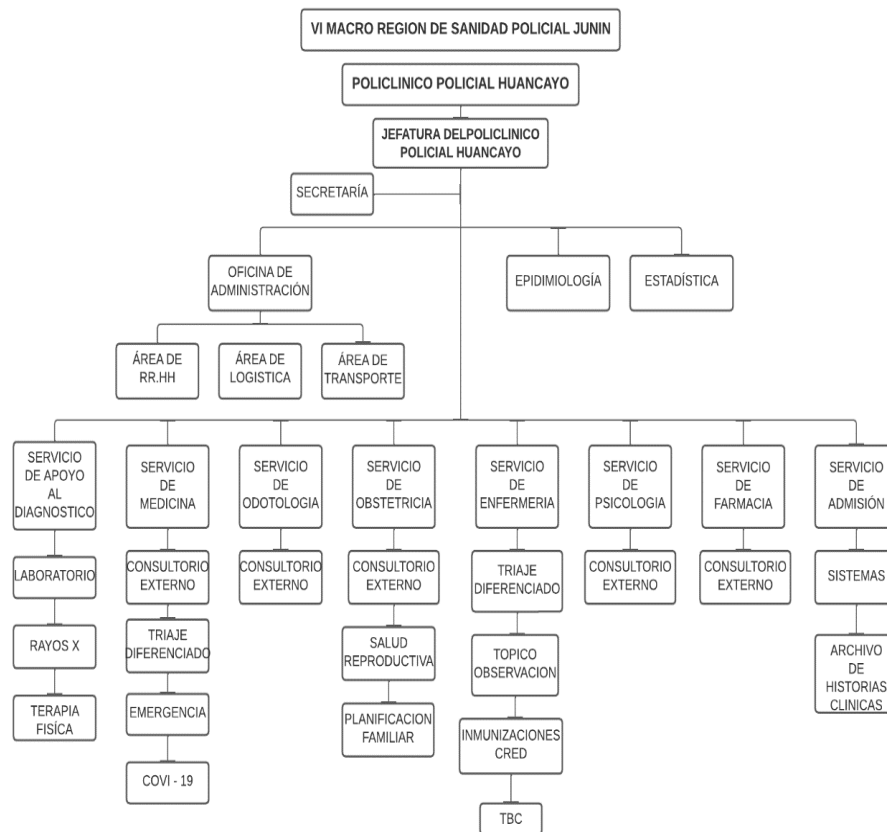 VI MACRO REGION DE SANIDAD POLICIAL JUNIN
POLICLINICO POLICIAL HUANCAYO
JEFATURA DELPOLICLINICO
POLICIAL HUANCAYO
SECRETARÍA
OFICINA DE
ADMINISTRACIÓN
EPIDIMIOLOGÍA
ESTADÍSTICA
ÁREA DE
RR.HH
ÁREA DE
LOGISTICA
ÁREA DE
TRANSPORTE
SERVICIO
DE APOYO
AL
DIAGNOSTICO
SERVICIO
DE
MEDICINA
SERVICIO
DE
ODOTOLOGIA
SERVICIO
DE
OBSTETRICIA
SERVICIO
DE
ENFERMERIA
SERVICIO
DE
PSICOLOGIA
SERVICIO
DE
FARMACIA
SERVICIO
DE
ADMISIÓN
LABORATORIO
CONSULTORIO
EXTERNO
CONSULTORIO
EXTERNO
CONSULTORIO
EXTERNO
TRIAJE
DIFERENCIADO
CONSULTORIO
EXTERNO
CONSULTORIO
EXTERNO
SISTEMAS
RAYOS X
TRIAJE
DIFERENCIADO
SALUD
REPRODUCTIVA
TOPICO
OBSERVACION
ARCHIVO
DE
HISTORIAS
CLINICAS
TERAPIA
FISÍCA
EMERGENCIA
PLANIFICACION
FAMILIAR
INMUNIZACIONES
CRED
COVI - 19
TBC